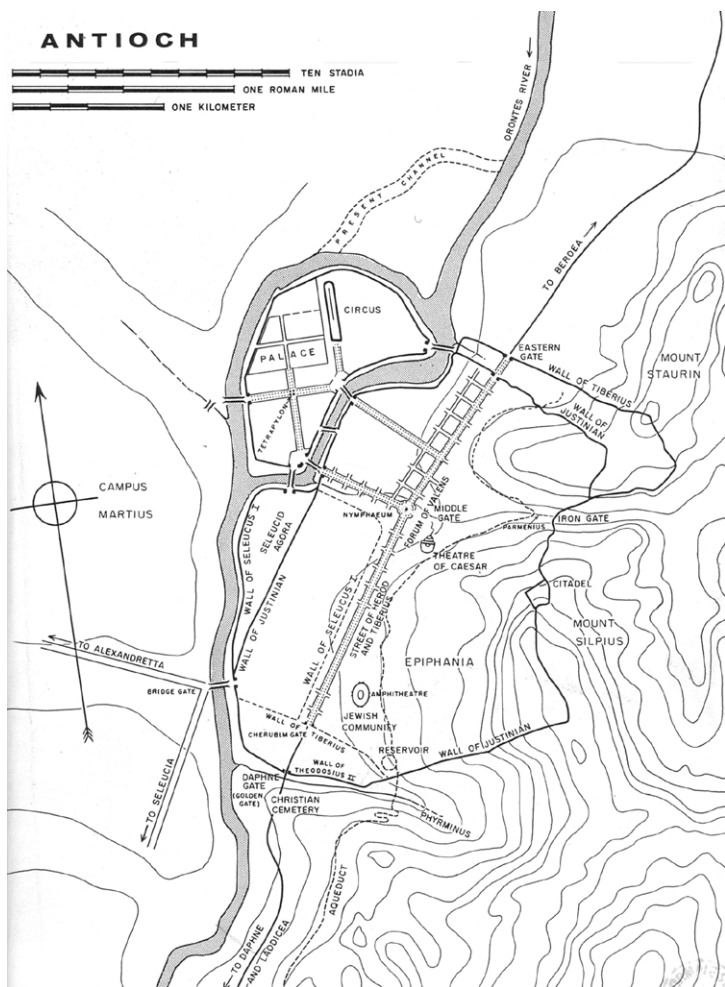 ANTIOCH
TEN STADIA
ONE ROMAN MILE
ONE KILOMETER
ORONTES RIVER
PRESENT CHANNEL
TO BEROEA
CIRCUS
PALACE
EASTERN
GATE
MOUNT
STAURIN
WALL OF TIBERIUS
WALL OF
JUSTINIAN
TETRAPYLON
CAMPUS
MARTIUS
NYMPHAEUM
FORUM OF VALENS
MIDDLE
GATE
PARMENIUS
IRON GATE
THEATRE
OF CAESAR
WALL OF SELEUCUS I
SELEUCID
AGORA
WALL OF JUSTINIAN
WALL OF SELEUCUS I
STREET OF HEROD
AND TIBERIUS
CITADEL
MOUNT
SILPIUS
EPIPHANIA
TO ALEXANDRETTA
BRIDGE GATE
AMPHITHEATRE
JEWISH
COMMUNITY
WALL OF
TIBERIUS
CHERUBIM GATE
RESERVOIR
WALL OF JUSTINIAN
WALL OF
THEODOSIUS II
DAPHNE
GATE
(GOLDEN
GATE)
CHRISTIAN
CEMETERY
PHYRMINUS
TO SELEUCIA
AQUEDUCT
TO DAPHNE
AND LADDICEA